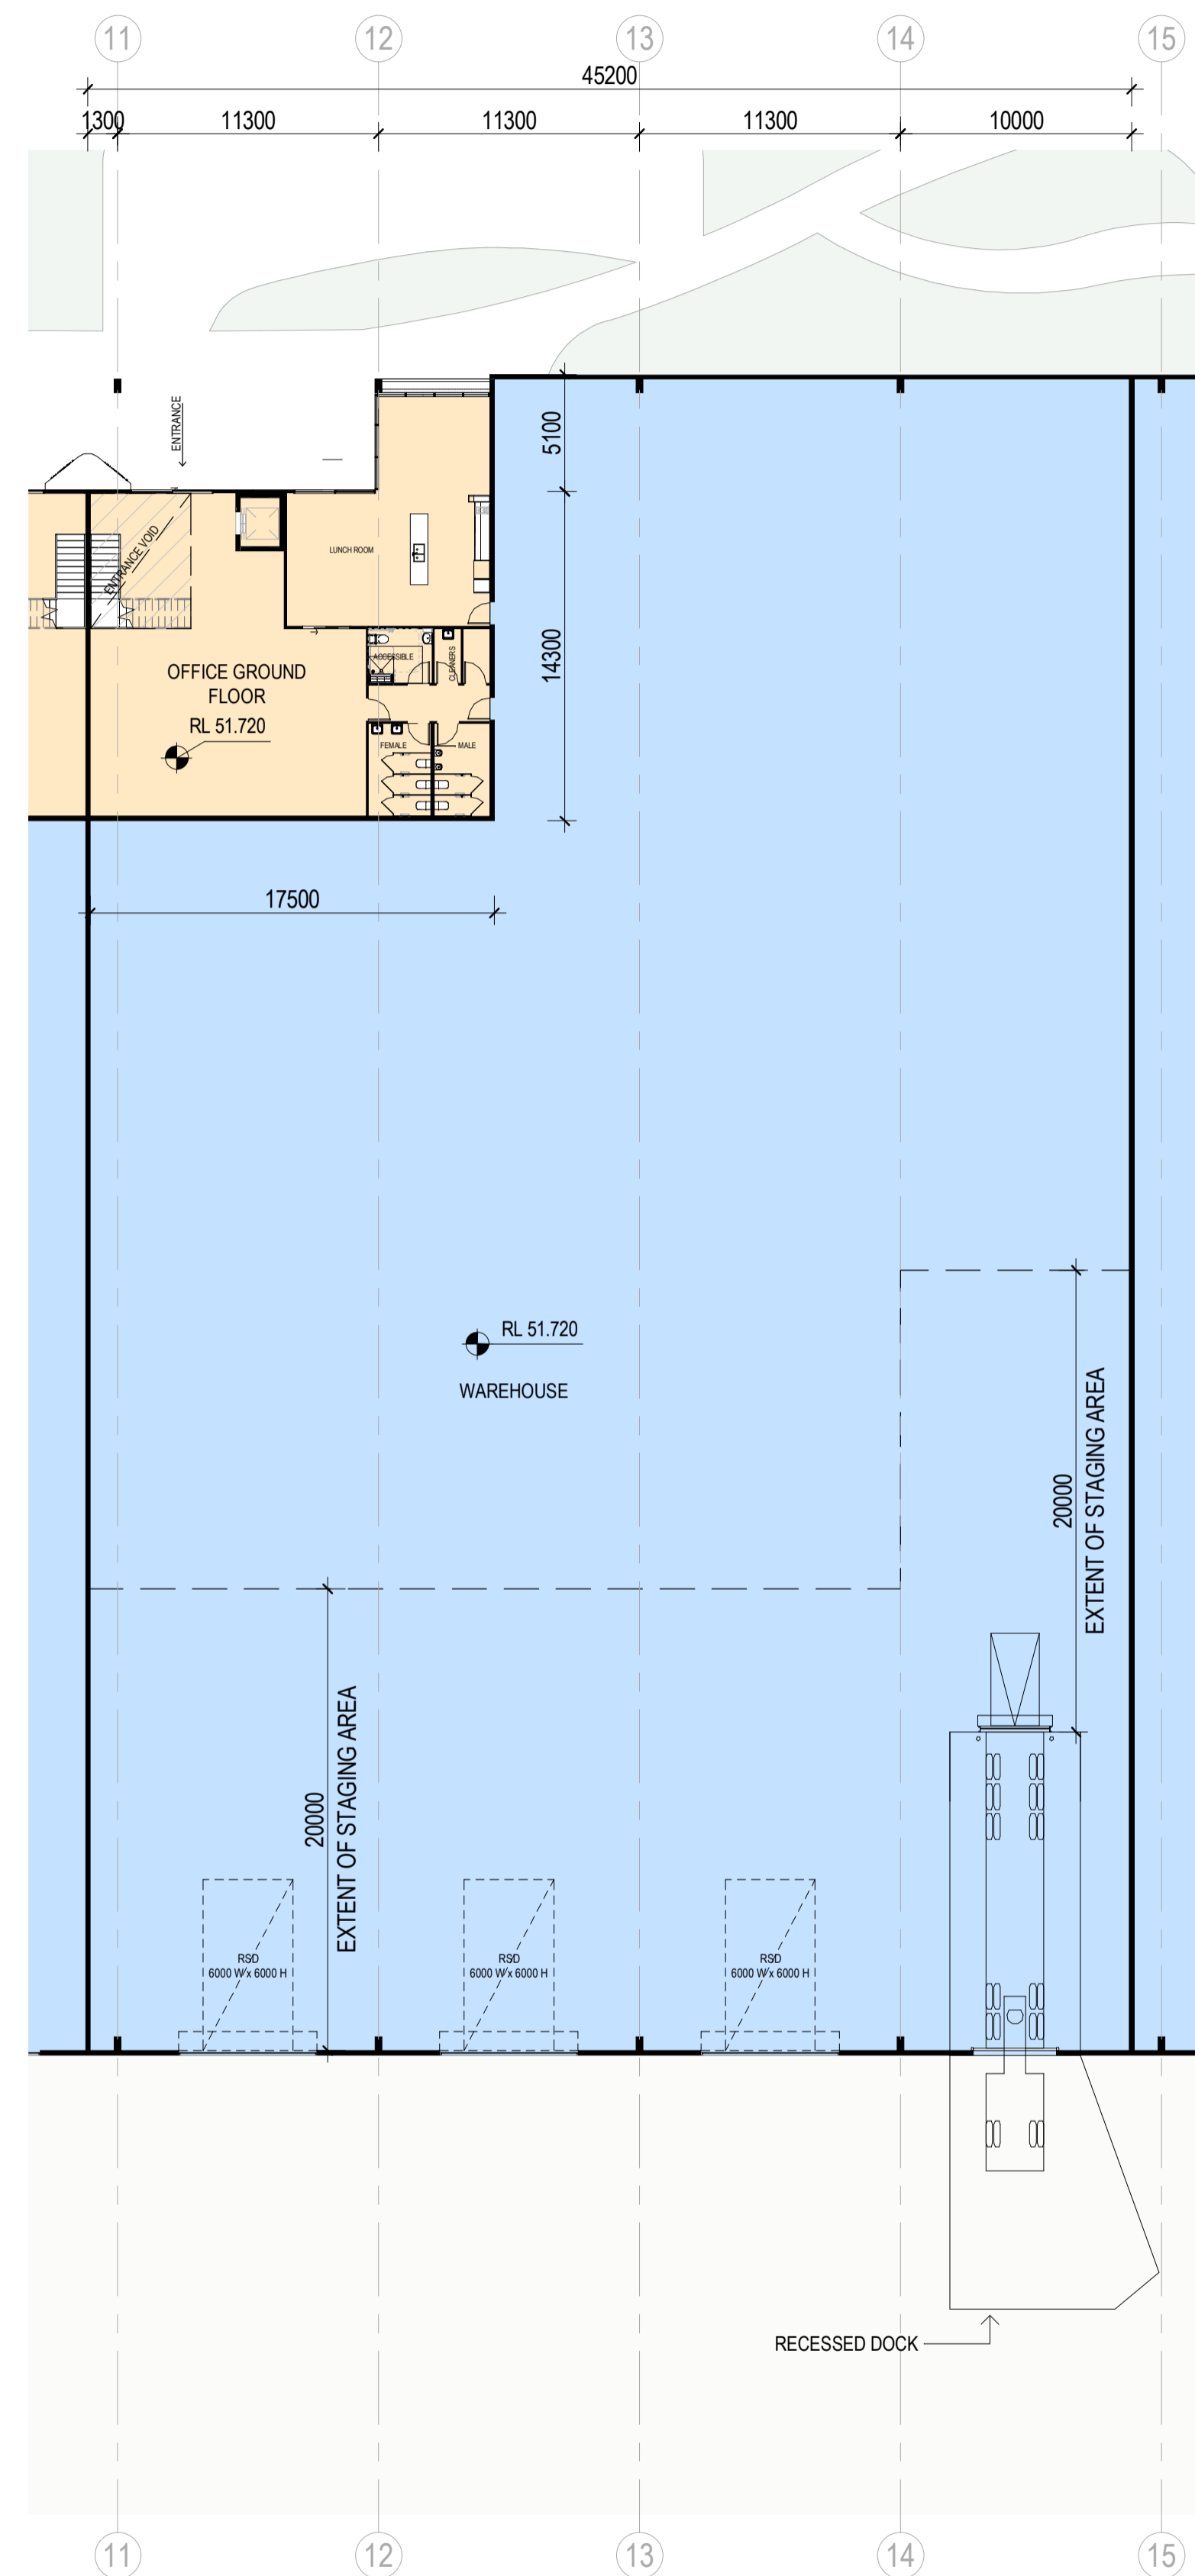 11
12
13
14
15
45200
1300
11300
11300
11300
10000
ENTRANCE
5100
ENTRANCE VOID
LUNCH ROOM
14300
ACCESSIBLE
CLEANERS
OFFICE GROUND
FLOOR
RL 51.720
FEMALE
MALE
17500
RL 51.720
WAREHOUSE
20000
EXTENT OF STAGING AREA
20000
EXTENT OF STAGING AREA
RSD
6000 W x 6000 H
RSD
6000 W x 6000 H
RSD
6000 W x 6000 H
RECESSED DOCK
11
12
13
14
15